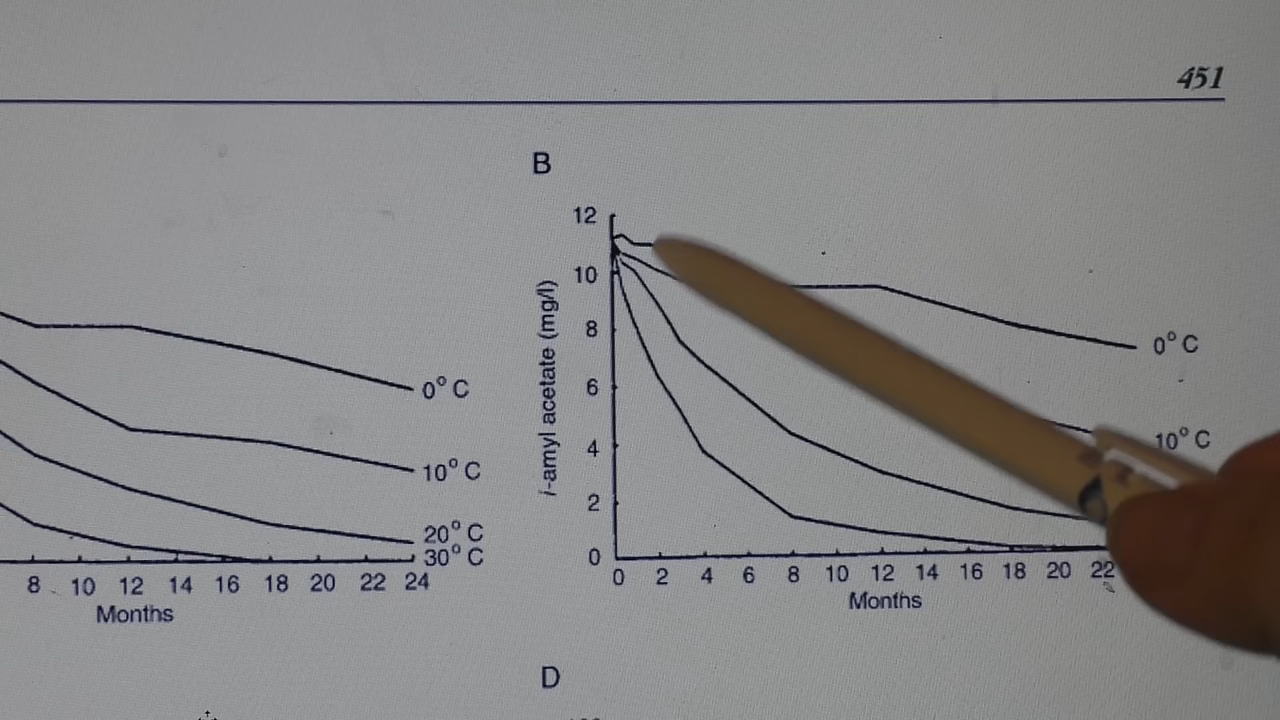 451
B
12
10
8
6
4
2
0
i-amyl acetate (mg/l)
0° C
10° C
0 2 4 6 8 10 12 14 16 18 20 22
Months
0° C
10° C
20° C
30° C
8 10 12 14 16 18 20 22 24
Months
D